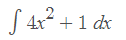 ∫ 4x² + 1 dx